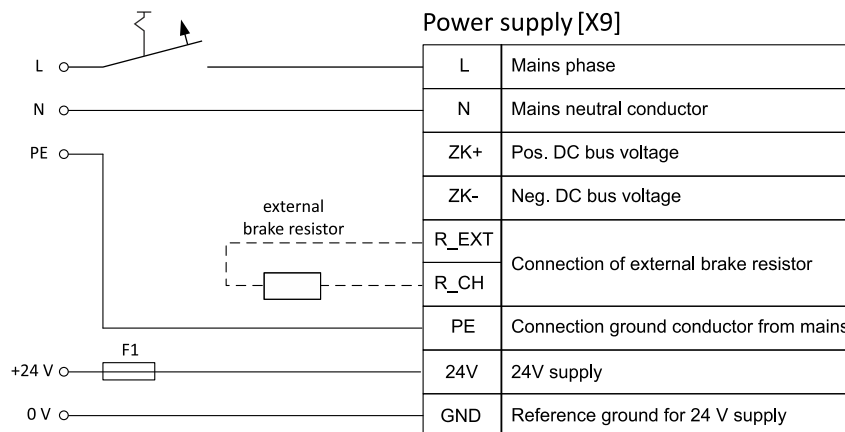 Power supply [X9]
L L Mains phase
N N Mains neutral conductor
PE ZK+ Pos. DC bus voltage
ZK- Neg. DC bus voltage
external
brake resistor
R_EXT
Connection of external brake resistor
R_CH
PE Connection ground conductor from mains
F1
+24 V 24V 24V supply
0 V GND Reference ground for 24 V supply